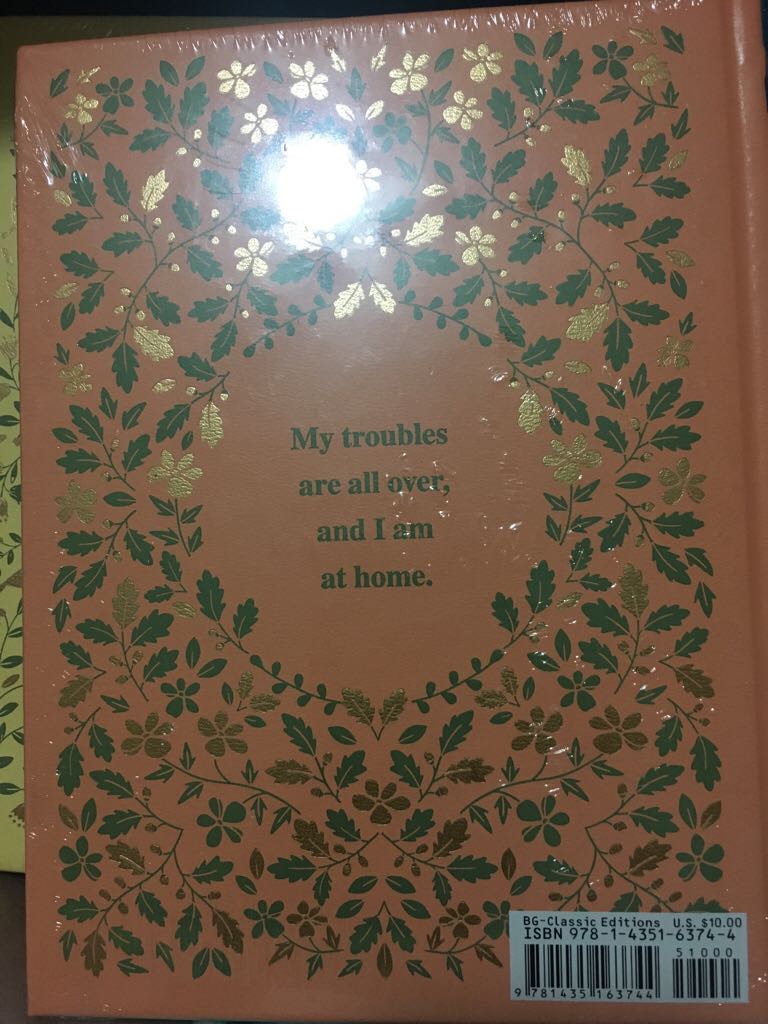 My troubles
are all over,
and I am
at home.
BG-Classic Editions U.S. $10.00
ISBN 978-1-4351-6374-4
51000
9 781435 163744